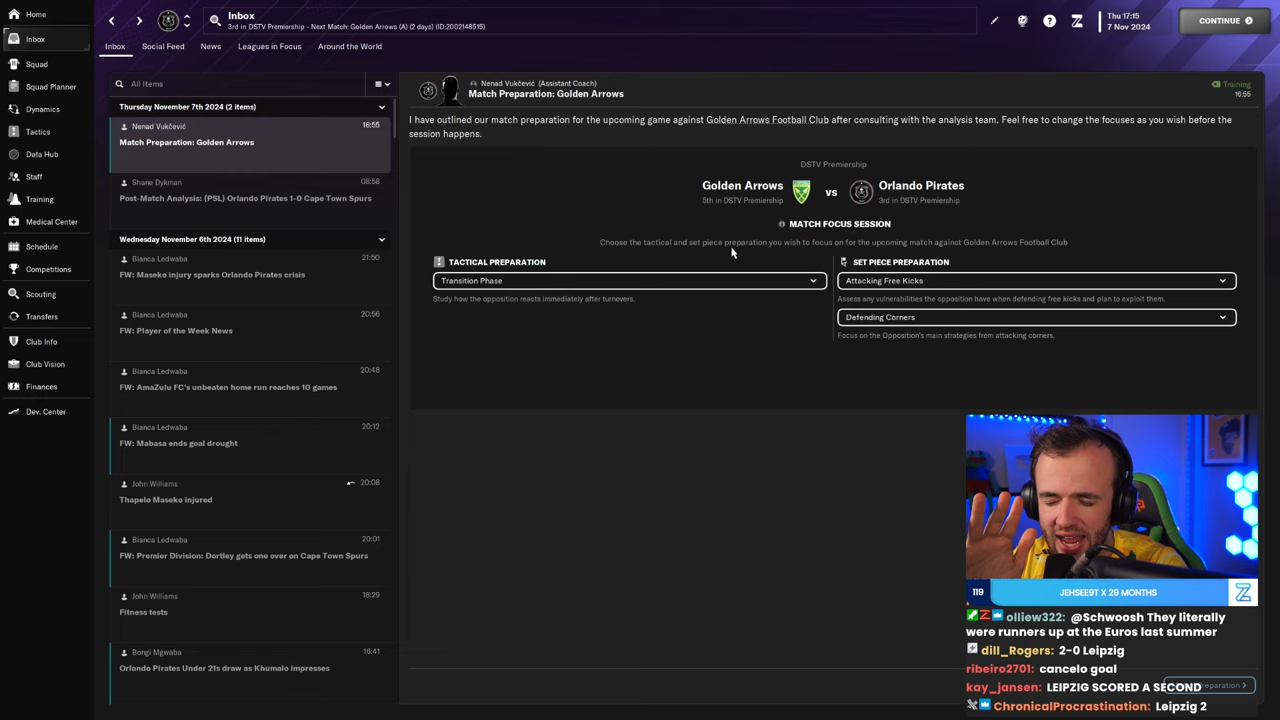 Home
Inbox
Squad
Squad Planner
Dynamics
Tactics
Data Hub
Staff
Training
Medical Center
Schedule
Competitions
Scouting
Transfers
Club Info
Club Vision
Finances
Dev. Center
Inbox
3rd in DSTV Premiership - Next Match: Golden Arrows (A) (2 days) (ID:2002148515)
Thu 17:15
7 Nov 2024
CONTINUE
Inbox Social Feed News Leagues in Focus Around the World
All Items
Thursday November 7th 2024 (2 items)
Nenad Vukčević 16:55
Match Preparation: Golden Arrows
Shane Dykman 08:58
Post-Match Analysis: (PSL) Orlando Pirates 1-0 Cape Town Spurs
Wednesday November 6th 2024 (11 items)
Bianca Ledwaba 21:50
FW: Maseko injury sparks Orlando Pirates crisis
Bianca Ledwaba 20:56
FW: Player of the Week News
Bianca Ledwaba 20:48
FW: AmaZulu FC's unbeaten home run reaches 10 games
Bianca Ledwaba 20:12
FW: Mabasa ends goal drought
John Williams 20:08
Thapelo Maseko injured
Bianca Ledwaba 20:01
FW: Premier Division: Dortley gets one over on Cape Town Spurs
John Williams 18:29
Fitness tests
Bongi Mgwaba 16:41
Orlando Pirates Under 21s draw as Khumalo impresses
Nenad Vukčević (Assistant Coach)
Match Preparation: Golden Arrows
Training
16:55
I have outlined our match preparation for the upcoming game against Golden Arrows Football Club after consulting with the analysis team. Feel free to change the focuses as you wish before the
session happens.
DSTV Premiership
Golden Arrows vs Orlando Pirates
5th in DSTV Premiership 3rd in DSTV Premiership
MATCH FOCUS SESSION
Choose the tactical and set piece preparation you wish to focus on for the upcoming match against Golden Arrows Football Club
TACTICAL PREPARATION
Transition Phase
Study how the opposition reacts immediately after turnovers.
SET PIECE PREPARATION
Attacking Free Kicks
Assess any vulnerabilities the opposition have when defending free kicks and plan to exploit them.
Defending Corners
Focus on the Opposition's main strategies from attacking corners.
119 JEHSEE9T X 29 MONTHS
olliew322: @Schwoosh They literally
were runners up at the Euros last summer
dill_Rogers: 2-0 Leipzig
ribeiro2701: cancelo goal
kay_jansen: LEIPZIG SCORED A SECOND
ChronicalProcrastination: Leipzig 2